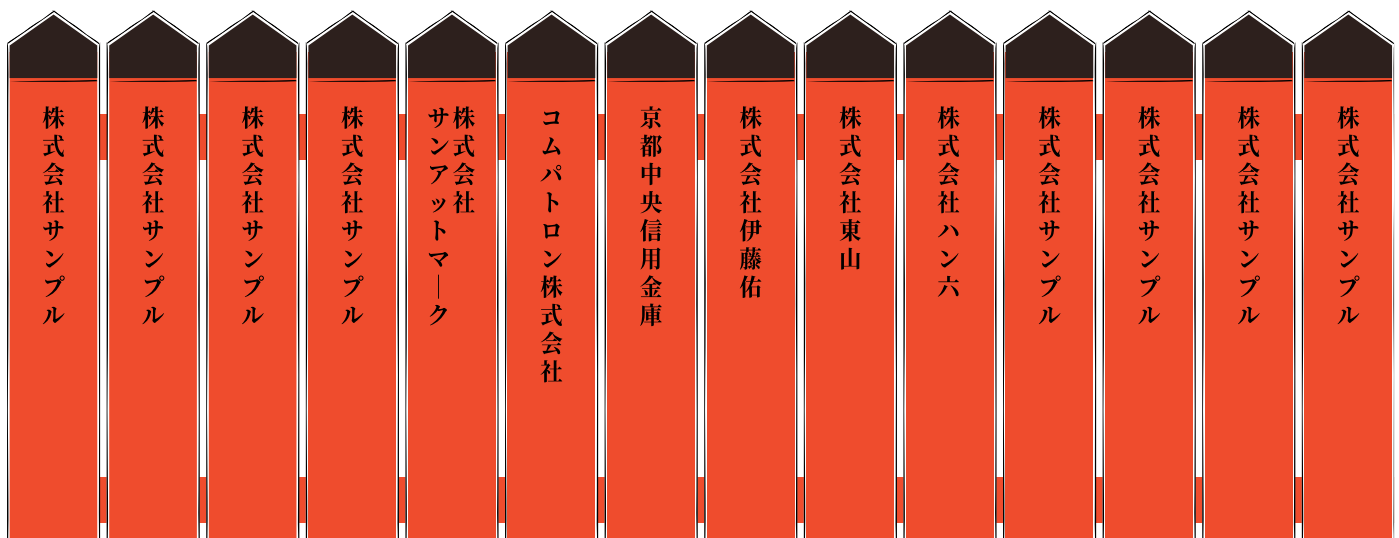 株式会社サンプル
株式会社サンプル
株式会社サンプル
株式会社サンプル
株式会社
サンアットマーク
コムパトロン株式会社
京都中央信用金庫
株式会社伊藤佑
株式会社東山
株式会社ハン六
株式会社サンプル
株式会社サンプル
株式会社サンプル
株式会社サンプル